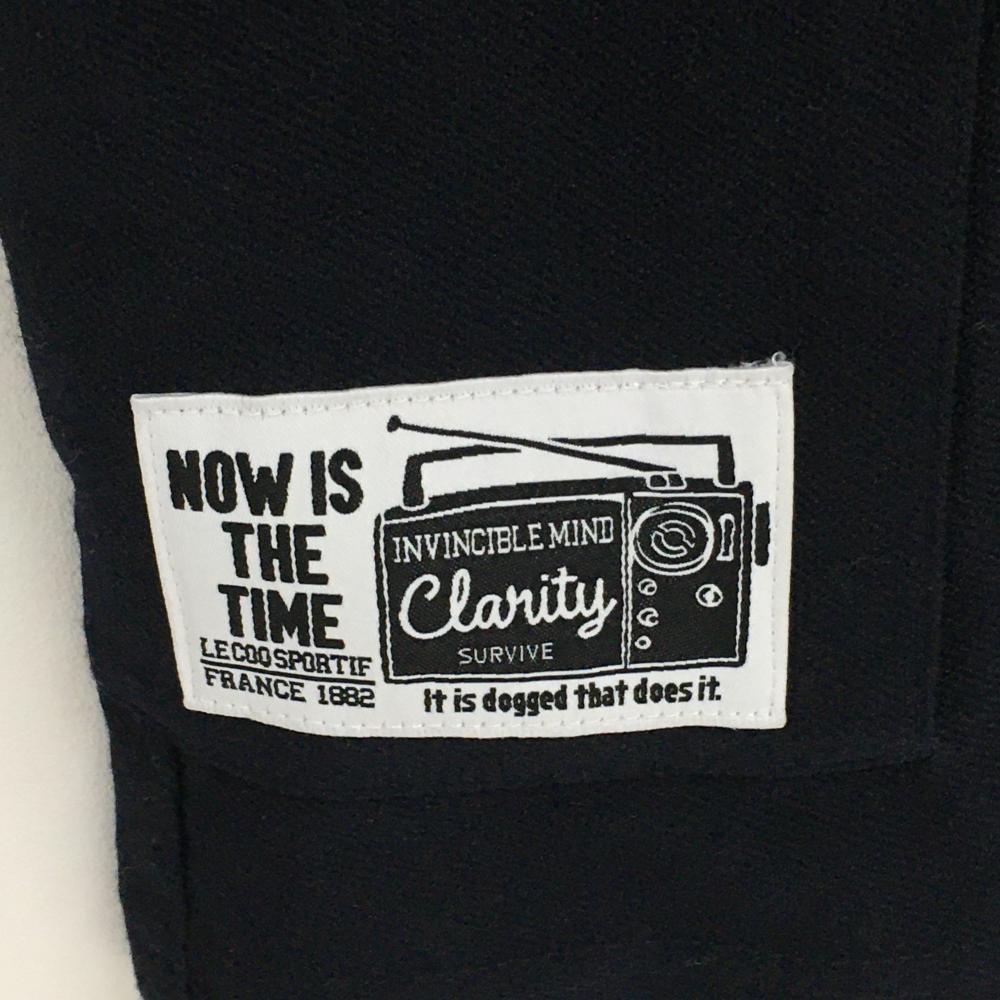 NOW IS
THE
TIME
LE COQ SPORTIF
FRANCE 1882
INVINCIBLE MIND
Clarity
SURVIVE
It is dogged that does it.